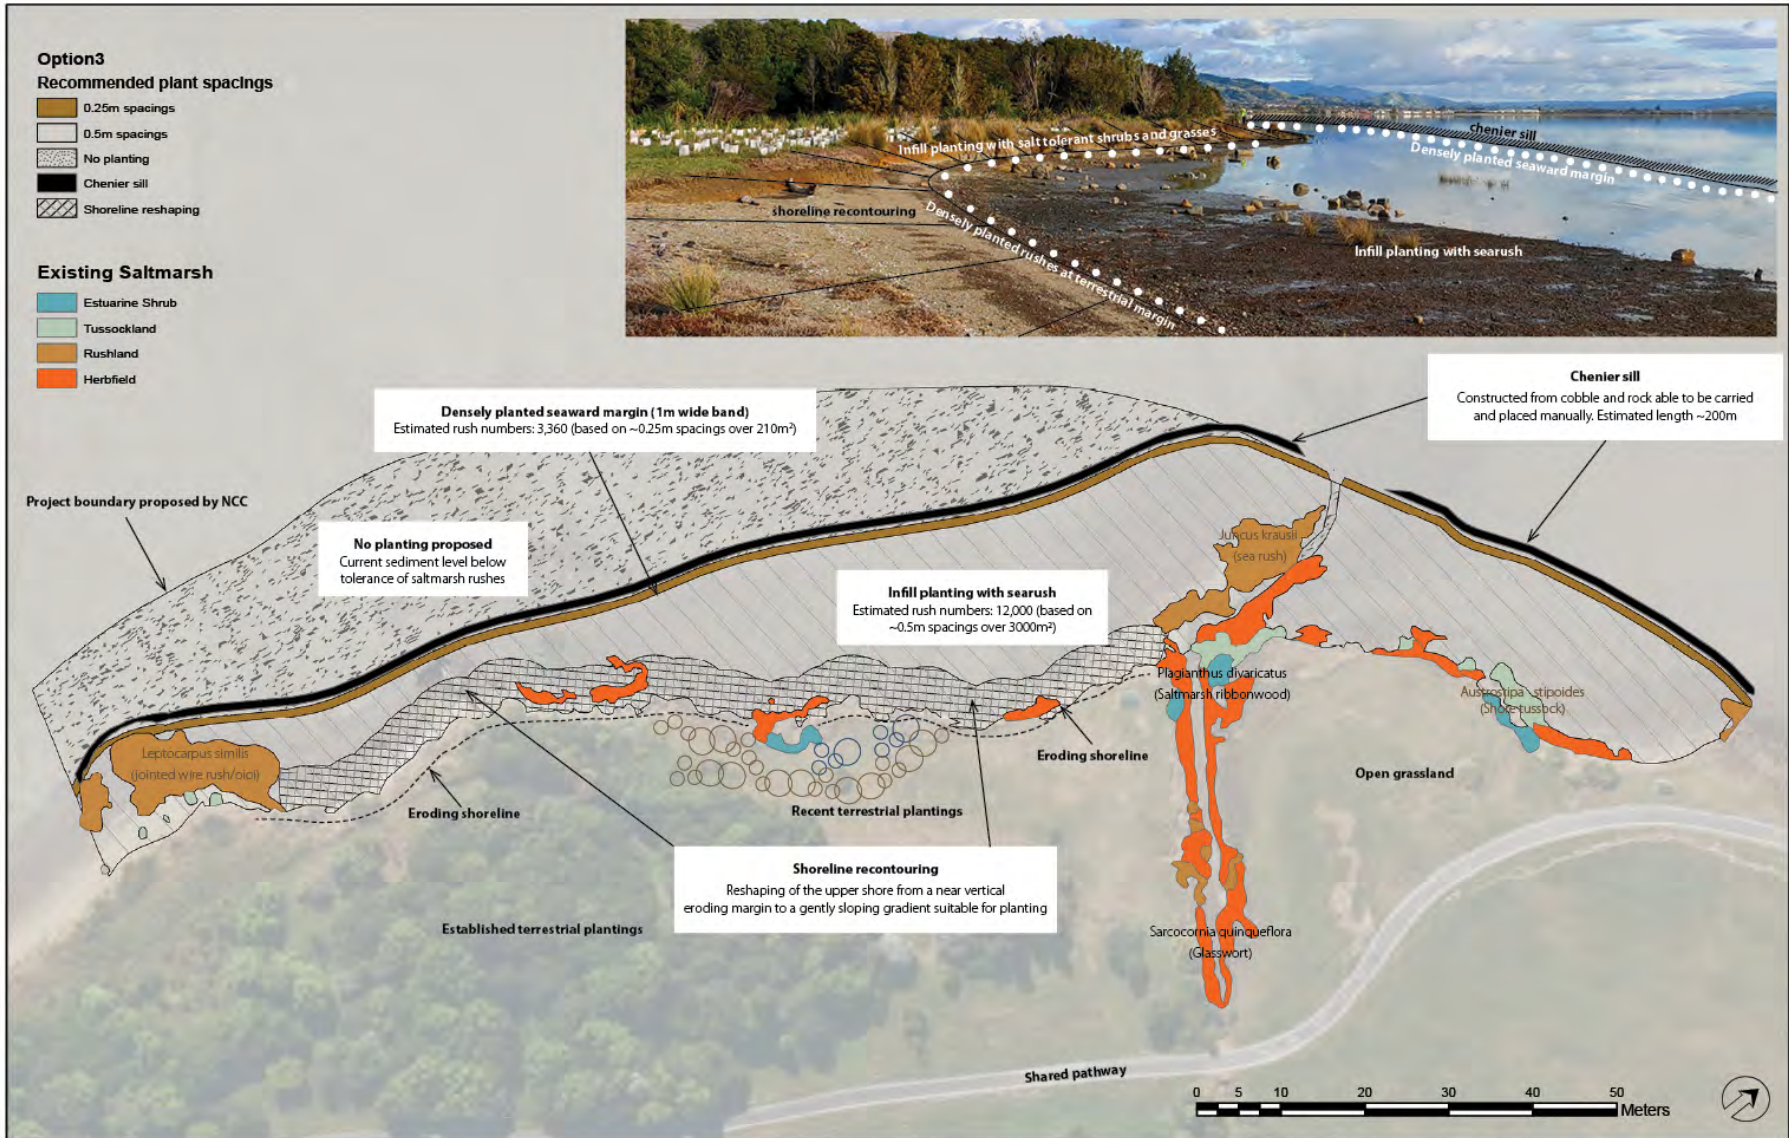 Option3
Recommended plant spacings
0.25m spacings
0.5m spacings
No planting
Chenier sill
Shoreline reshaping
Existing Saltmarsh
Estuarine Shrub
Tussockland
Rushland
Herbfield
chenier sill
Infill planting with salt tolerant shrubs and grasses
Densely planted seaward margin
shoreline recontouring
Densely planted rushes at terrestrial margin
Infill planting with searush
Densely planted seaward margin (1m wide band)
Estimated rush numbers: 3,360 (based on ~0.25m spacings over 210m²)
Chenier sill
Constructed from cobble and rock able to be carried
and placed manually. Estimated length ~200m
Project boundary proposed by NCC
No planting proposed
Current sediment level below
tolerance of saltmarsh rushes
Juncus krausii
(sea rush)
Infill planting with searush
Estimated rush numbers: 12,000 (based on
~0.5m spacings over 3000m²)
Plagianthus divaricatus
(Saltmarsh ribbonwood)
Austrostipa stipoides
(Shore tussock)
Leptocarpus similis
(jointed wire rush/oioi)
Eroding shoreline
Open grassland
Eroding shoreline
Recent terrestrial plantings
Shoreline recontouring
Reshaping of the upper shore from a near vertical
eroding margin to a gently sloping gradient suitable for planting
Established terrestrial plantings
Sarcocornia quinqueflora
(Glasswort)
Shared pathway
0 5 10 20 30 40 50
Meters